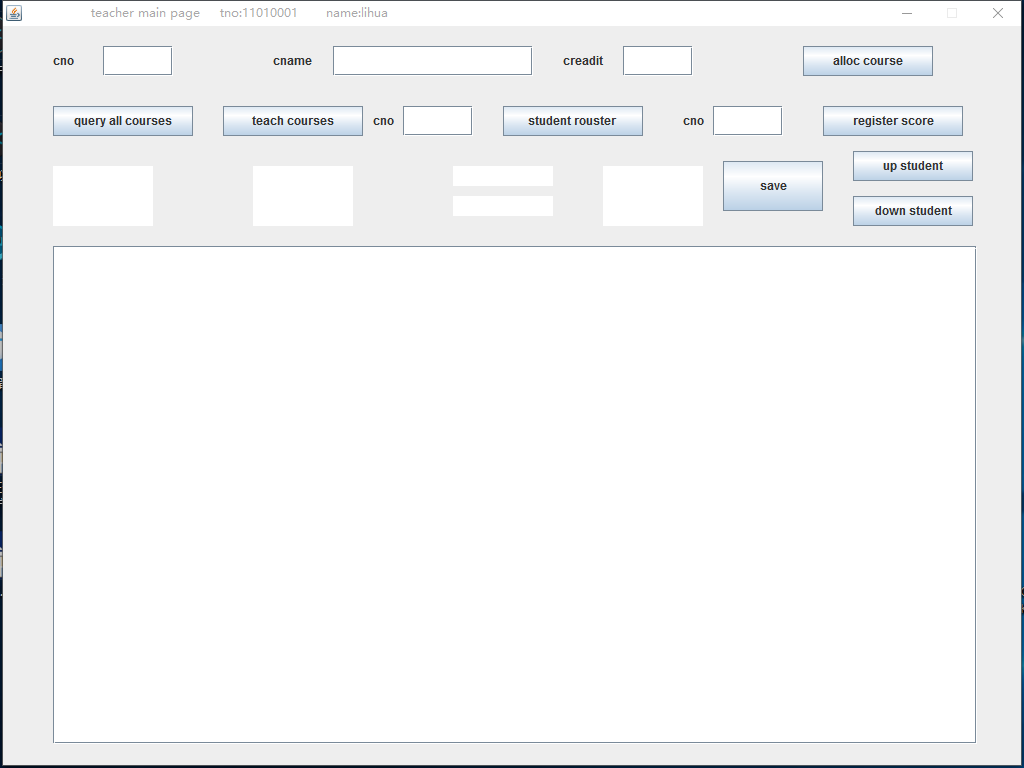 teacher main page tno:11010001 name:lihua
cno cname creadit alloc course
query all courses teach courses cno student rouster cno register score
save up student
down student